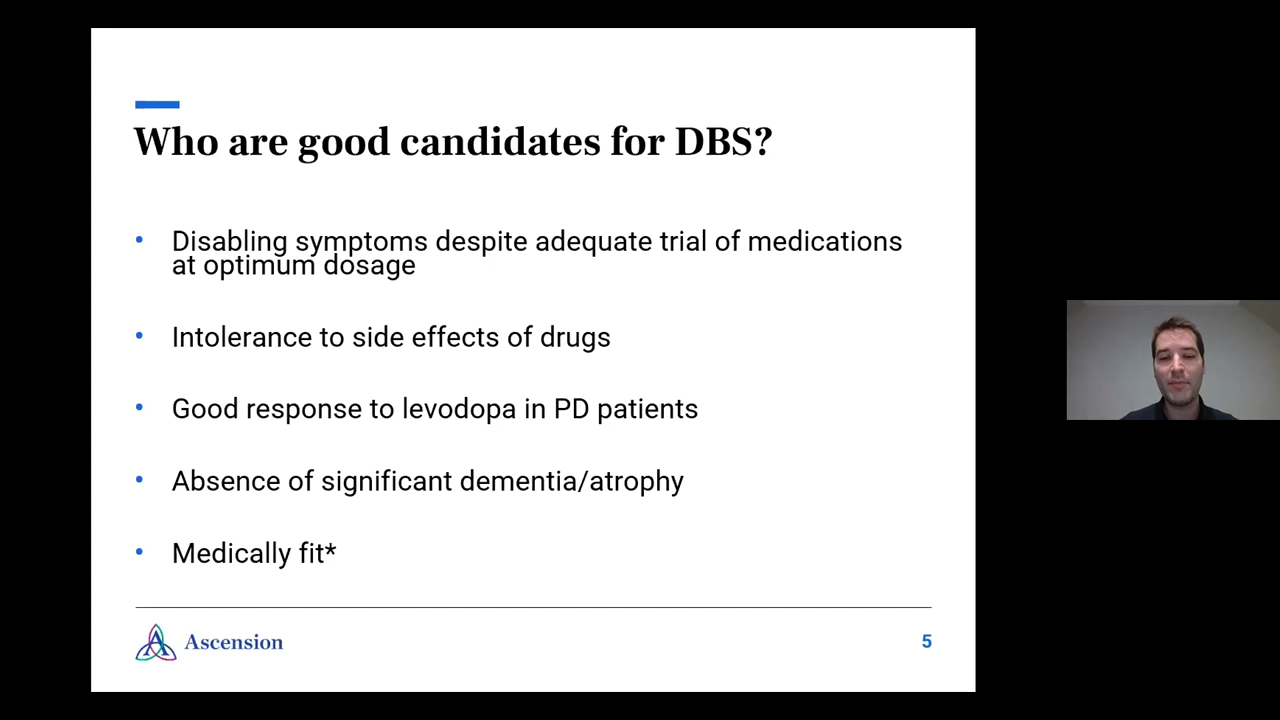 Who are good candidates for DBS?
• Disabling symptoms despite adequate trial of medications
at optimum dosage
• Intolerance to side effects of drugs
• Good response to levodopa in PD patients
• Absence of significant dementia/atrophy
• Medically fit*
Ascension
5